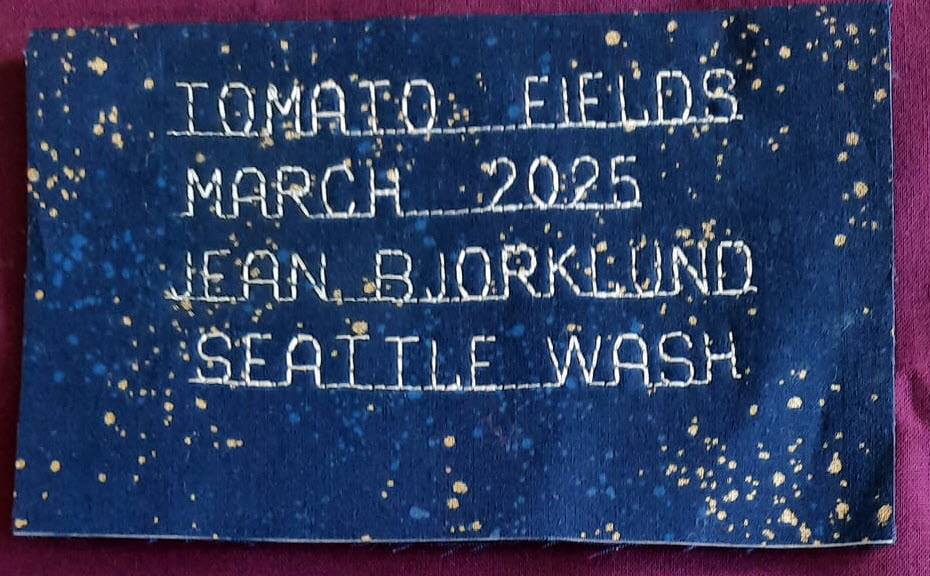 TOMATO FIELDS
MARCH 2025
JEAN BJORKLUND
SEATTLE WASH